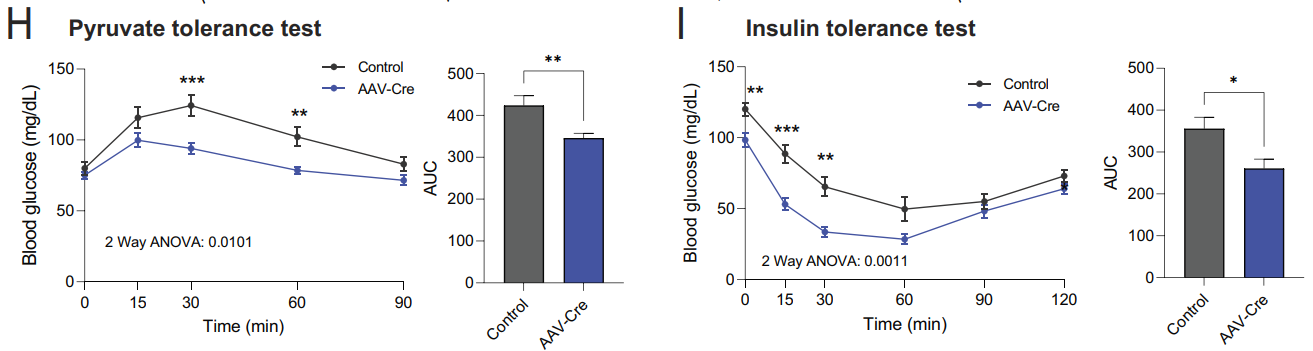 H Pyruvate tolerance test
150
100
50
0
Blood glucose (mg/dL)
***
**
Control
AAV-Cre
2 Way ANOVA: 0.0101
0 15 30 60 90
Time (min)
500
400
300
200
100
0
AUC
**
Control
AAV-Cre
I Insulin tolerance test
150
100
50
0
Blood glucose (mg/dL)
**
***
**
Control
AAV-Cre
2 Way ANOVA: 0.0011
0 15 30 60 90 120
Time (min)
500
400
300
200
100
0
AUC
*
Control
AAV-Cre